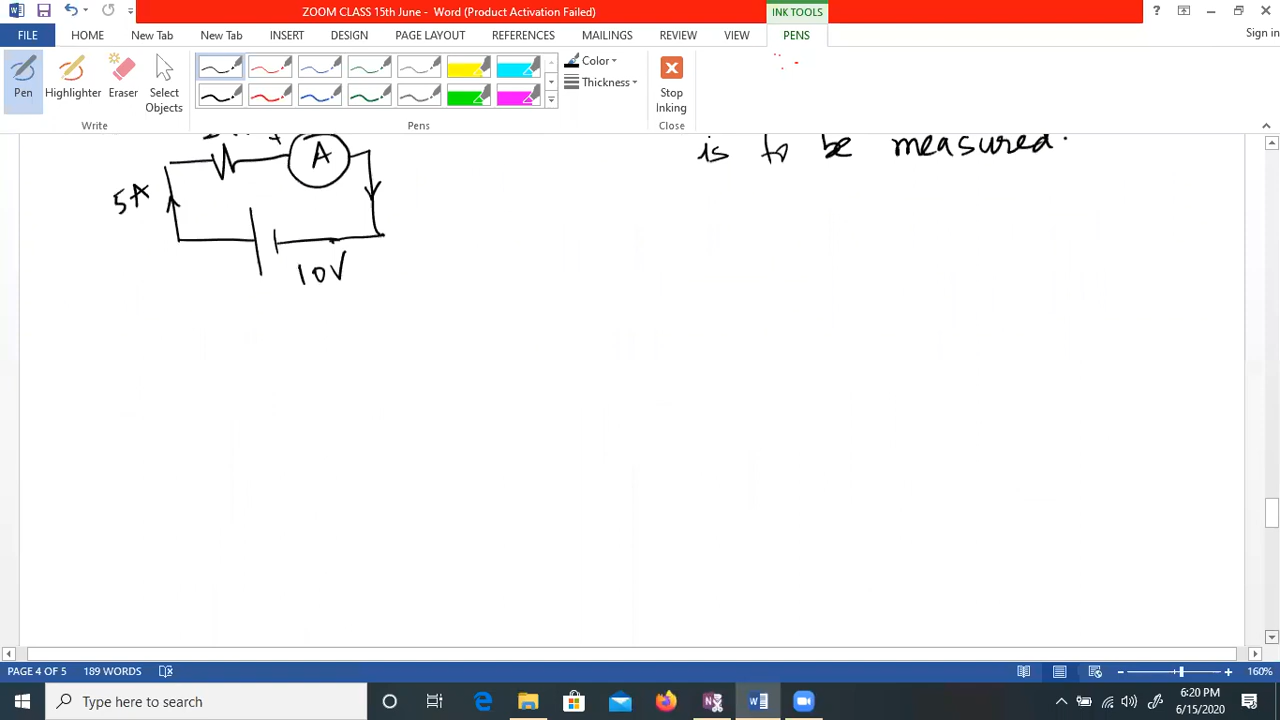 ZOOM CLASS 15th June - Word (Product Activation Failed)
INK TOOLS
?
FILE
HOME
New Tab
New Tab
INSERT
DESIGN
PAGE LAYOUT
REFERENCES
MAILINGS
REVIEW
VIEW
PENS
Sign in
Pen
Highlighter
Eraser
Select
Objects
Color
Thickness
Stop
Inking
Write
Pens
Close
is to be measured.
+
A
5A
10V
PAGE 4 OF 5
189 WORDS
160%
Type here to search
6:20 PM
6/15/2020